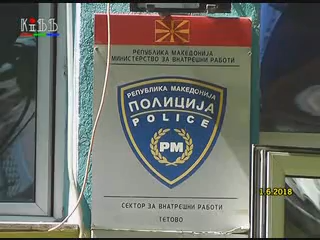 КИСС
РЕПУБЛИКА МАКЕДОНИЈА
МИНИСТЕРСТВО ЗА ВНАТРЕШНИ РАБОТИ
РЕПУБЛИКА МАКЕДОНИЈА
ПОЛИЦИЈА
POLICE
РМ
1.6.2018
СЕКТОР ЗА ВНАТРЕШНИ РАБОТИ
ТЕТОВО